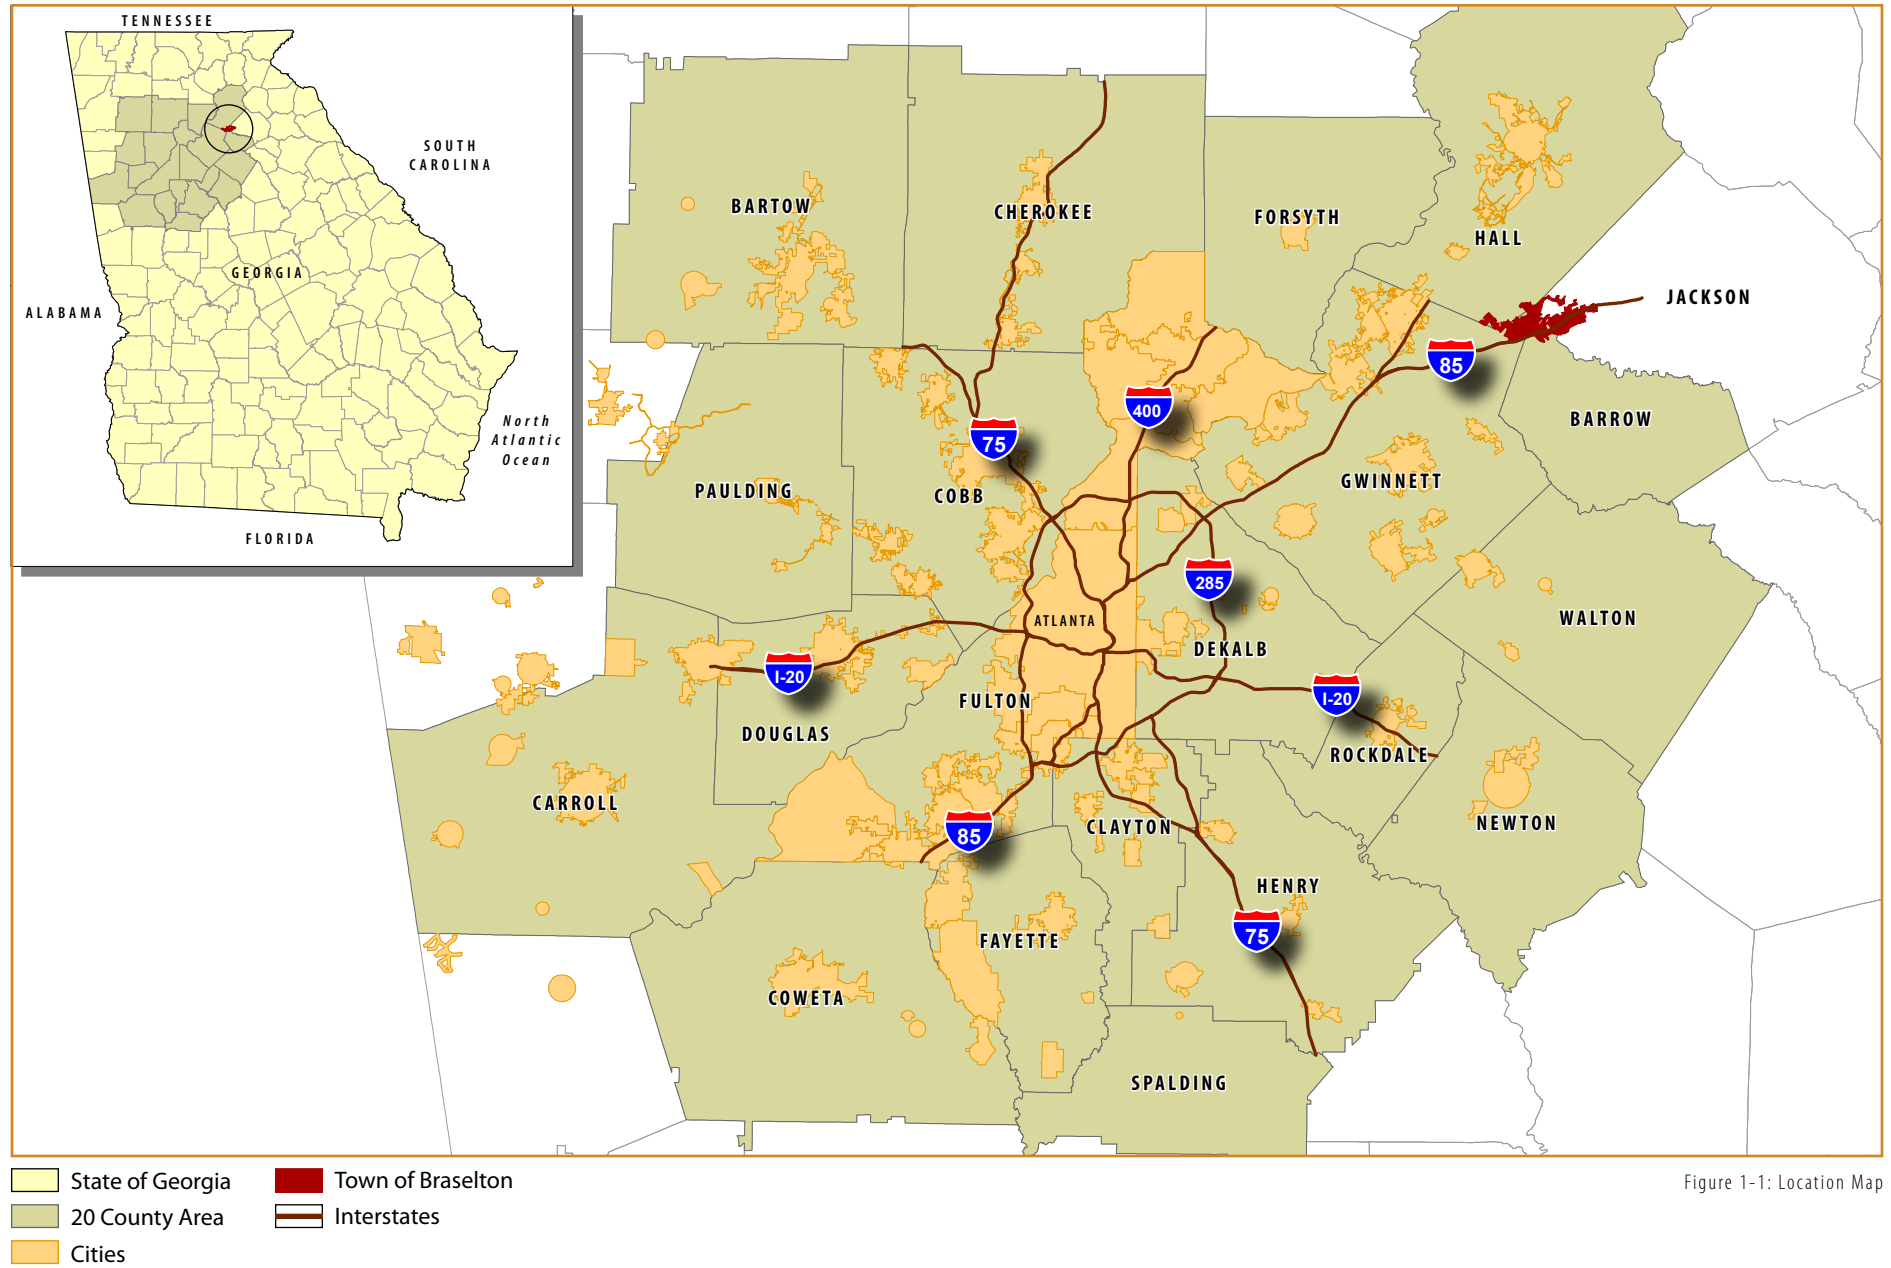 TENNESSEE
SOUTH
CAROLINA
GEORGIA
ALABAMA
North
Atlantic
Ocean
FLORIDA
BARTOW
CHEROKEE
FORSYTH
HALL
JACKSON
85
400
75
BARROW
PAULDING
COBB
GWINNETT
285
ATLANTA
WALTON
DEKALB
I-20
I-20
FULTON
DOUGLAS
ROCKDALE
CARROLL
NEWTON
85
CLAYTON
HENRY
75
FAYETTE
COWETA
SPALDING
State of Georgia
Town of Braselton
Figure 1-1: Location Map
20 County Area
Interstates
Cities